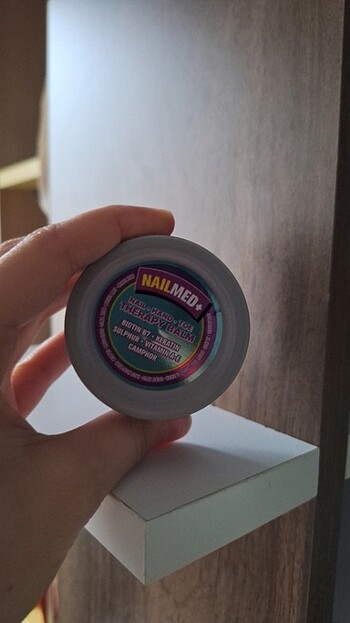 NAILMED+
NAIL • HAND • TOE
THERAPY BALM
BIOTIN B7 • KERATIN
SULPHUR • VITAMIN A-E
CAMPHOR